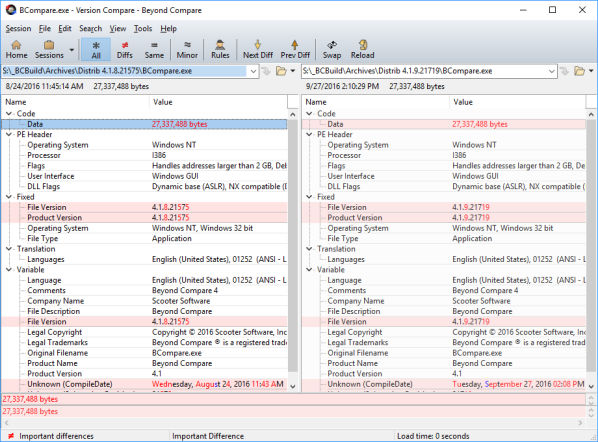 BCompare.exe - Version Compare - Beyond Compare
Session File Edit Search View Tools Help
Home Sessions All Diffs Same Minor Rules Next Diff Prev Diff Swap Reload
S:\_BCBuild\Archives\Distrib 4.1.8.21575\BCompare.exe
S:\_BCBuild\Archives\Distrib 4.1.9.21719\BCompare.exe
8/24/2016 11:45:14 AM 27,337,488 bytes
9/27/2016 2:10:29 PM 27,337,488 bytes
Name Value
Code
Data 27,337,488 bytes
PE Header
Operating System Windows NT
Processor I386
Flags Handles addresses larger than 2 GB, Deb
User Interface Windows GUI
DLL Flags Dynamic base (ASLR), NX compatible (D
Fixed
File Version 4.1.8.21575
Product Version 4.1.8.21575
Operating System Windows NT, Windows 32 bit
File Type Application
Translation
Languages English (United States), 01252 (ANSI - L
Variable
Language English (United States), 01252 (ANSI - L
Comments Beyond Compare 4
Company Name Scooter Software
File Description Beyond Compare
File Version 4.1.8.21575
Legal Copyright Copyright © 2016 Scooter Software, Inc
Legal Trademarks Beyond Compare ® is a registered trad
Original Filename BCompare.exe
Product Name Beyond Compare
Product Version 4.1
Unknown (CompileDate) Wednesday, August 24, 2016 11:43 AM
Name Value
Code
Data 27,337,488 bytes
PE Header
Operating System Windows NT
Processor I386
Flags Handles addresses larger than 2 GB, Deb
User Interface Windows GUI
DLL Flags Dynamic base (ASLR), NX compatible (D
Fixed
File Version 4.1.9.21719
Product Version 4.1.9.21719
Operating System Windows NT, Windows 32 bit
File Type Application
Translation
Languages English (United States), 01252 (ANSI - L
Variable
Language English (United States), 01252 (ANSI - L
Comments Beyond Compare 4
Company Name Scooter Software
File Description Beyond Compare
File Version 4.1.9.21719
Legal Copyright Copyright © 2016 Scooter Software, Inc
Legal Trademarks Beyond Compare ® is a registered trade
Original Filename BCompare.exe
Product Name Beyond Compare
Product Version 4.1
Unknown (CompileDate) Tuesday, September 27, 2016 02:08 PM
27,337,488 bytes
27,337,488 bytes
Important differences Important Difference Load time: 0 seconds